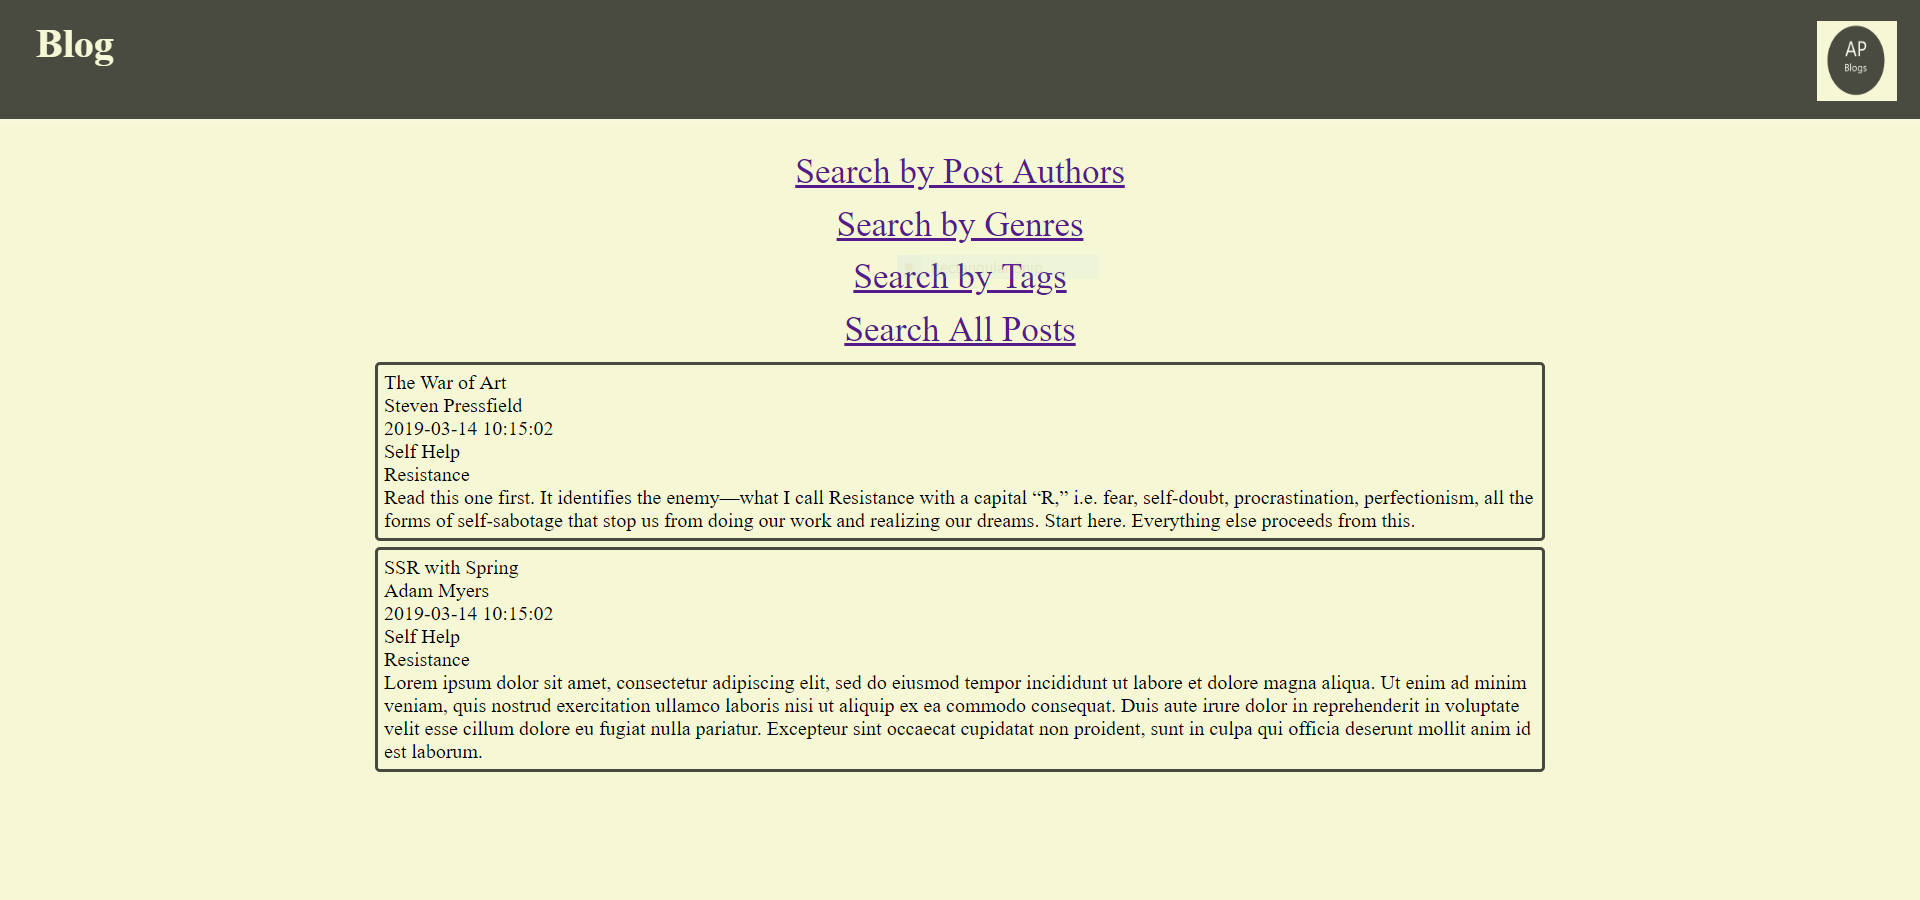 Blog
AP
Blogs
Search by Post Authors
Search by Genres
Search by Tags
Search All Posts
The War of Art
Steven Pressfield
2019-03-14 10:15:02
Self Help
Resistance
Read this one first. It identifies the enemy—what I call Resistance with a capital “R,” i.e. fear, self-doubt, procrastination, perfectionism, all the
forms of self-sabotage that stop us from doing our work and realizing our dreams. Start here. Everything else proceeds from this.
SSR with Spring
Adam Myers
2019-03-14 10:15:02
Self Help
Resistance
Lorem ipsum dolor sit amet, consectetur adipiscing elit, sed do eiusmod tempor incididunt ut labore et dolore magna aliqua. Ut enim ad minim
veniam, quis nostrud exercitation ullamco laboris nisi ut aliquip ex ea commodo consequat. Duis aute irure dolor in reprehenderit in voluptate
velit esse cillum dolore eu fugiat nulla pariatur. Excepteur sint occaecat cupidatat non proident, sunt in culpa qui officia deserunt mollit anim id
est laborum.